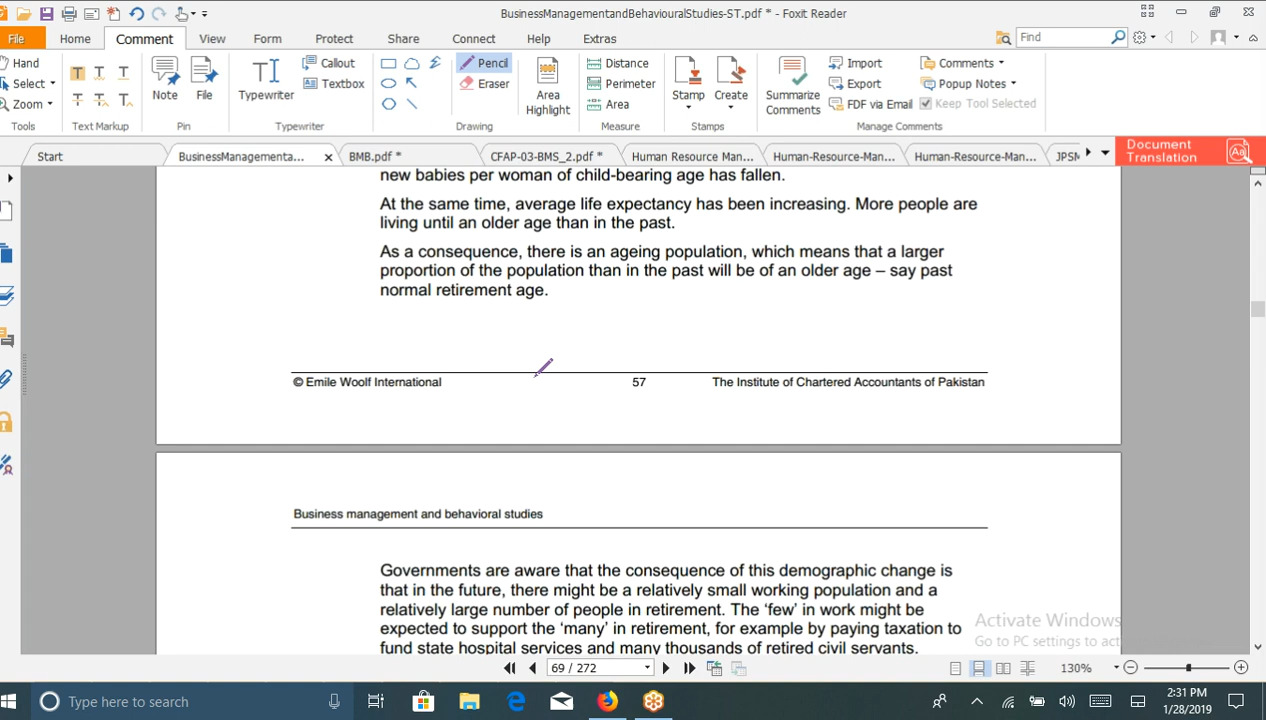 BusinessManagementandBehaviouralStudies-ST.pdf * - Foxit Reader
File Home Comment View Form Protect Share Connect Help Extras Find
Hand
Select
Zoom
Tools
Text Markup
Note
File
Pin
Typewriter
Callout
Textbox
Typewriter
Pencil
Eraser
Area
Highlight
Drawing
Distance
Perimeter
Area
Measure
Stamp
Create
Stamps
Summarize
Comments
Import
Export
FDF via Email
Comments
Popup Notes
Keep Tool Selected
Manage Comments
Start BusinessManagementa... BMB.pdf * CFAP-03-BMS_2.pdf * Human Resource Man... Human-Resource-Man... Human-Resource-Man... JPSM
Document
Translation
new babies per woman of child-bearing age has fallen.
At the same time, average life expectancy has been increasing. More people are
living until an older age than in the past.
As a consequence, there is an ageing population, which means that a larger
proportion of the population than in the past will be of an older age – say past
normal retirement age.
© Emile Woolf International 57 The Institute of Chartered Accountants of Pakistan
Business management and behavioral studies
Governments are aware that the consequence of this demographic change is
that in the future, there might be a relatively small working population and a
relatively large number of people in retirement. The ‘few’ in work might be
expected to support the ‘many’ in retirement, for example by paying taxation to
fund state hospital services and many thousands of retired civil servants.
Activate Windows
Go to PC settings to act
69 / 272 130%
Type here to search
2:31 PM
1/28/2019